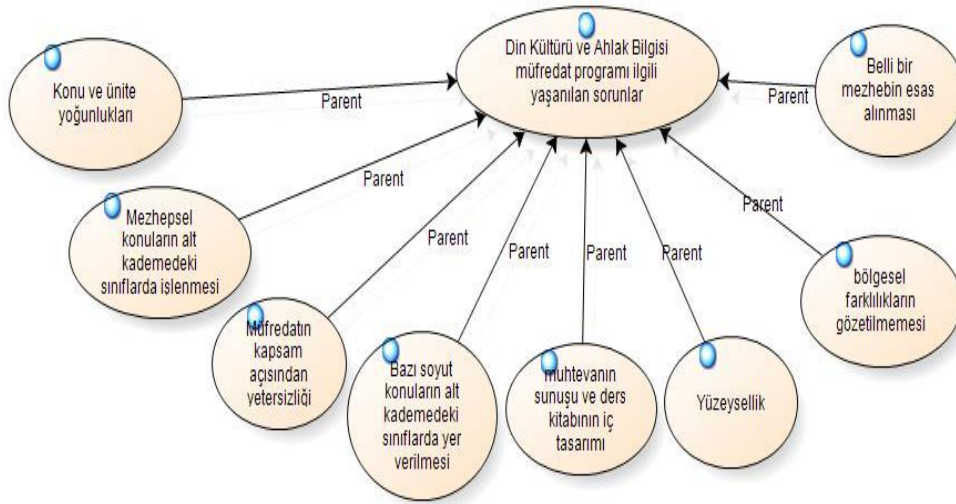 Din Kültürü ve Ahlak Bilgisi
müfredat programı ilgili
yaşanılan sorunlar
Konu ve ünite
yoğunlukları
Belli bir
mezhebin esas
alınması
Parent
Parent
Parent
Parent
Parent
Parent
Parent
Parent
Mezhepsel
konuların alt
kademedeki
sınıflarda işlenmesi
bölgesel
farklılıkların
gözetilmemesi
Müfredatın
kapsam
açısından
yetersizliği
Bazı soyut
konuların alt
kademedeki
sınıflarda yer
verilmesi
muhtevanın
sunuşu ve ders
kitabının iç
tasarımı
Yüzeysellik